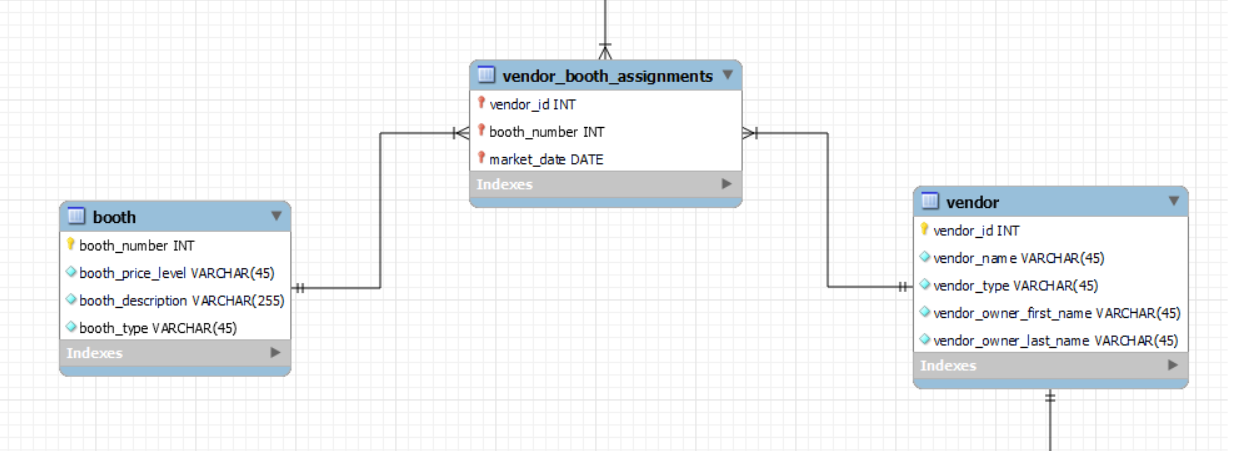 vendor_booth_assignments
vendor_id INT
booth_number INT
market_date DATE
Indexes
booth
booth_number INT
booth_price_level VARCHAR(45)
booth_description VARCHAR(255)
booth_type VARCHAR(45)
Indexes
vendor
vendor_id INT
vendor_name VARCHAR(45)
vendor_type VARCHAR(45)
vendor_owner_first_name VARCHAR(45)
vendor_owner_last_name VARCHAR(45)
Indexes